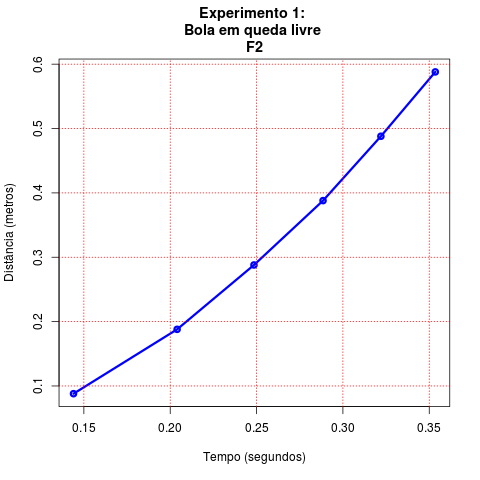 Experimento 1:
Bola em queda livre
F2
Distância (metros)
0.6
0.5
0.4
0.3
0.2
0.1
0.15 0.20 0.25 0.30 0.35
Tempo (segundos)